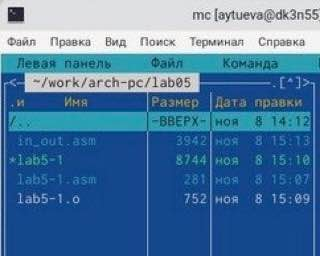 mc [aytueva@dk3n55
Файл Правка Вид Поиск Терминал Справка
Левая панель Файл Команда
<— ~/work/arch-pc/lab05 .[^]>
.и Имя Размер Дата правки
/.. -ВВЕРХ- ноя 8 14:12
in_out.asm 3942 ноя 8 15:13
*lab5-1 8744 ноя 8 15:10
lab5-1.asm 281 ноя 8 15:07
lab5-1.o 752 ноя 8 15:09